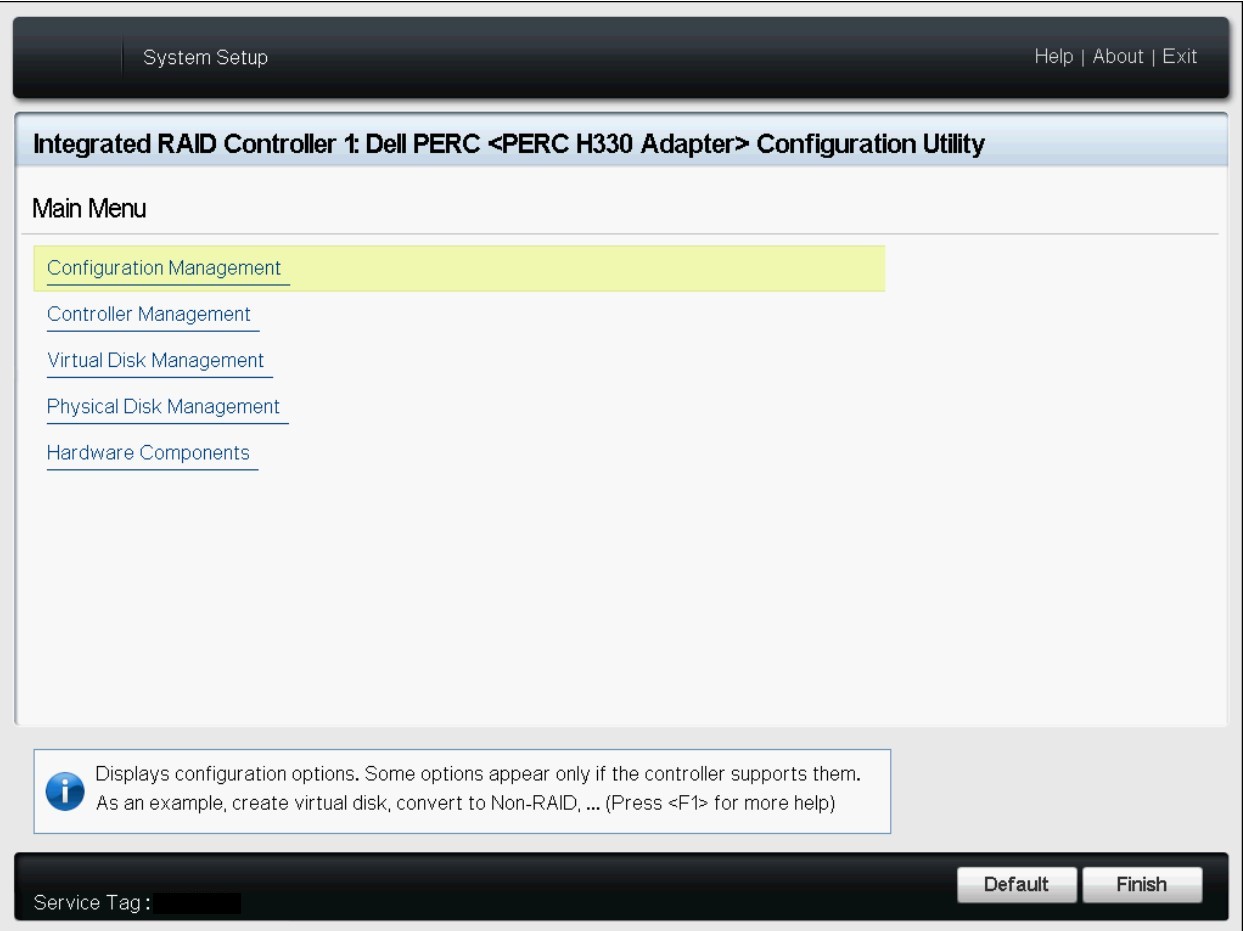 System Setup
Help | About | Exit
Integrated RAID Controller 1: Dell PERC <PERC H330 Adapter> Configuration Utility
Main Menu
Configuration Management
Controller Management
Virtual Disk Management
Physical Disk Management
Hardware Components
Displays configuration options. Some options appear only if the controller supports them.
As an example, create virtual disk, convert to Non-RAID, ... (Press <F1> for more help)
Default
Finish
Service Tag :